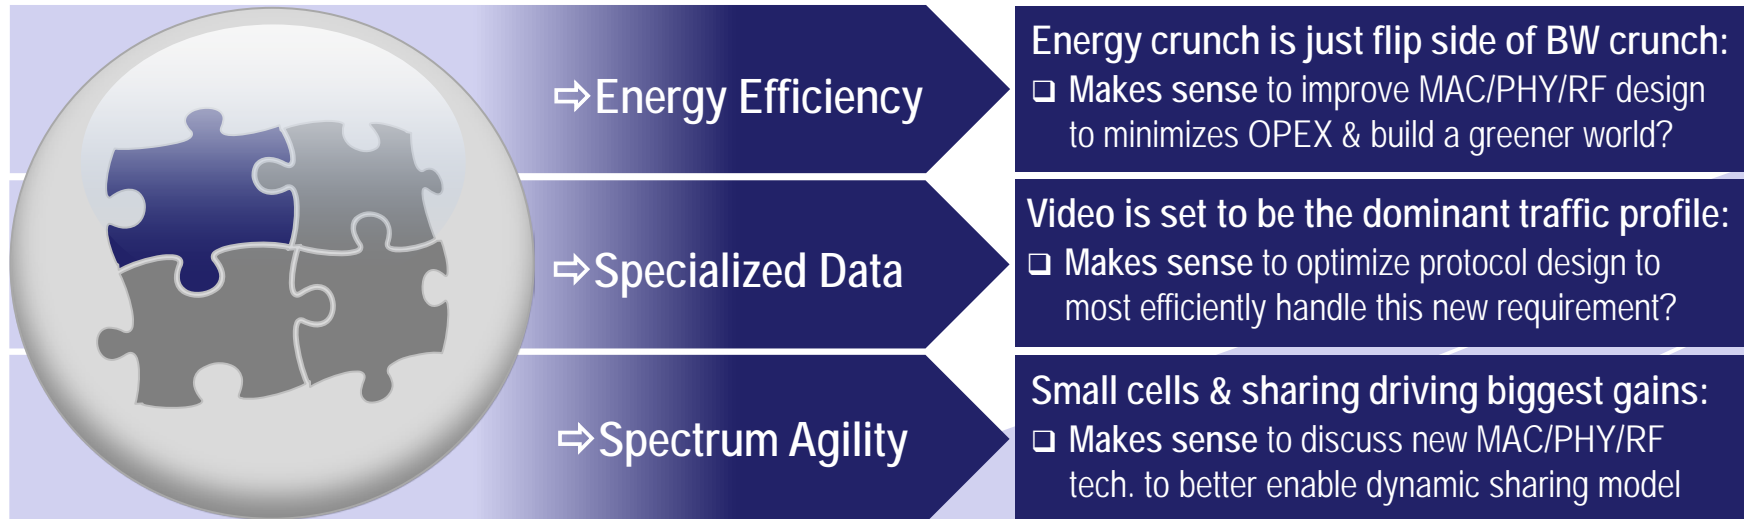 ⇨Energy Efficiency
Energy crunch is just flip side of BW crunch:
❑ Makes sense to improve MAC/PHY/RF design
to minimizes OPEX & build a greener world?
⇨Specialized Data
Video is set to be the dominant traffic profile:
❑ Makes sense to optimize protocol design to
most efficiently handle this new requirement?
⇨Spectrum Agility
Small cells & sharing driving biggest gains:
❑ Makes sense to discuss new MAC/PHY/RF
tech. to better enable dynamic sharing model